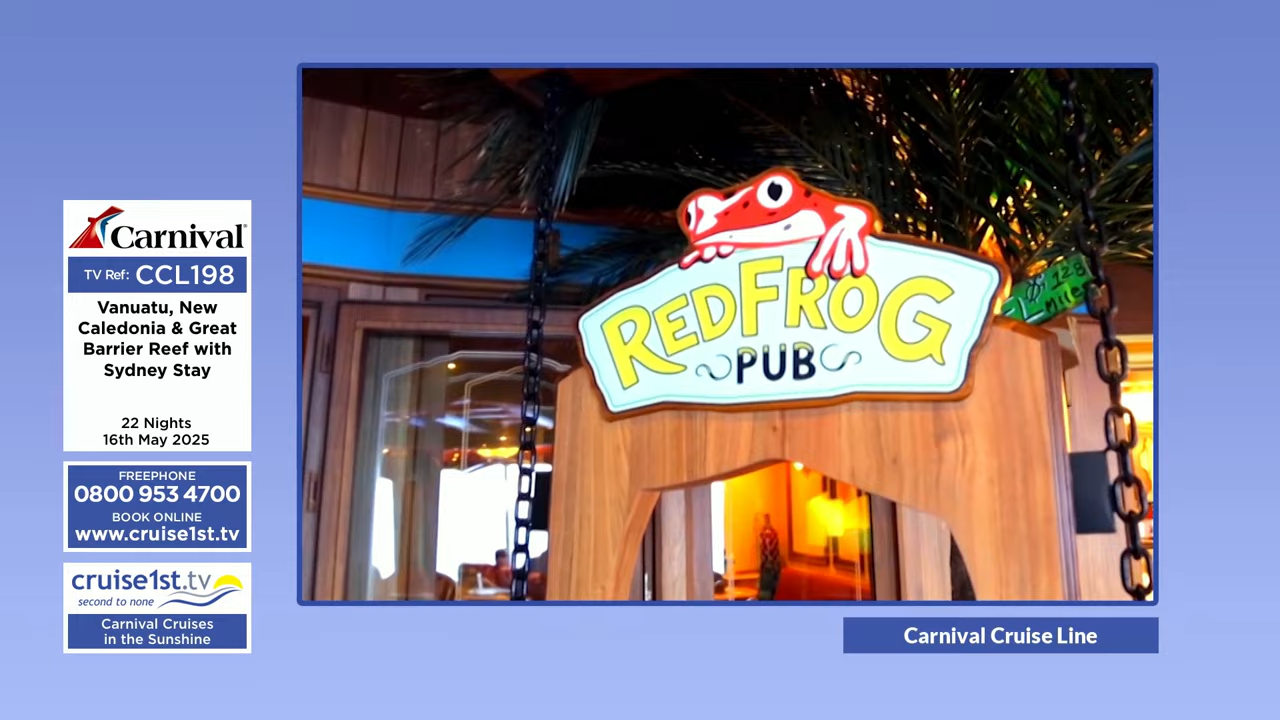 Carnival
TV Ref: CCL198
Vanuatu, New
Caledonia & Great
Barrier Reef with
Sydney Stay
22 Nights
16th May 2025
FREEPHONE
0800 953 4700
BOOK ONLINE
www.cruise1st.tv
cruise1st.tv
second to none
Carnival Cruises
in the Sunshine
RED FROG
PUB
128
Miles
Carnival Cruise Line